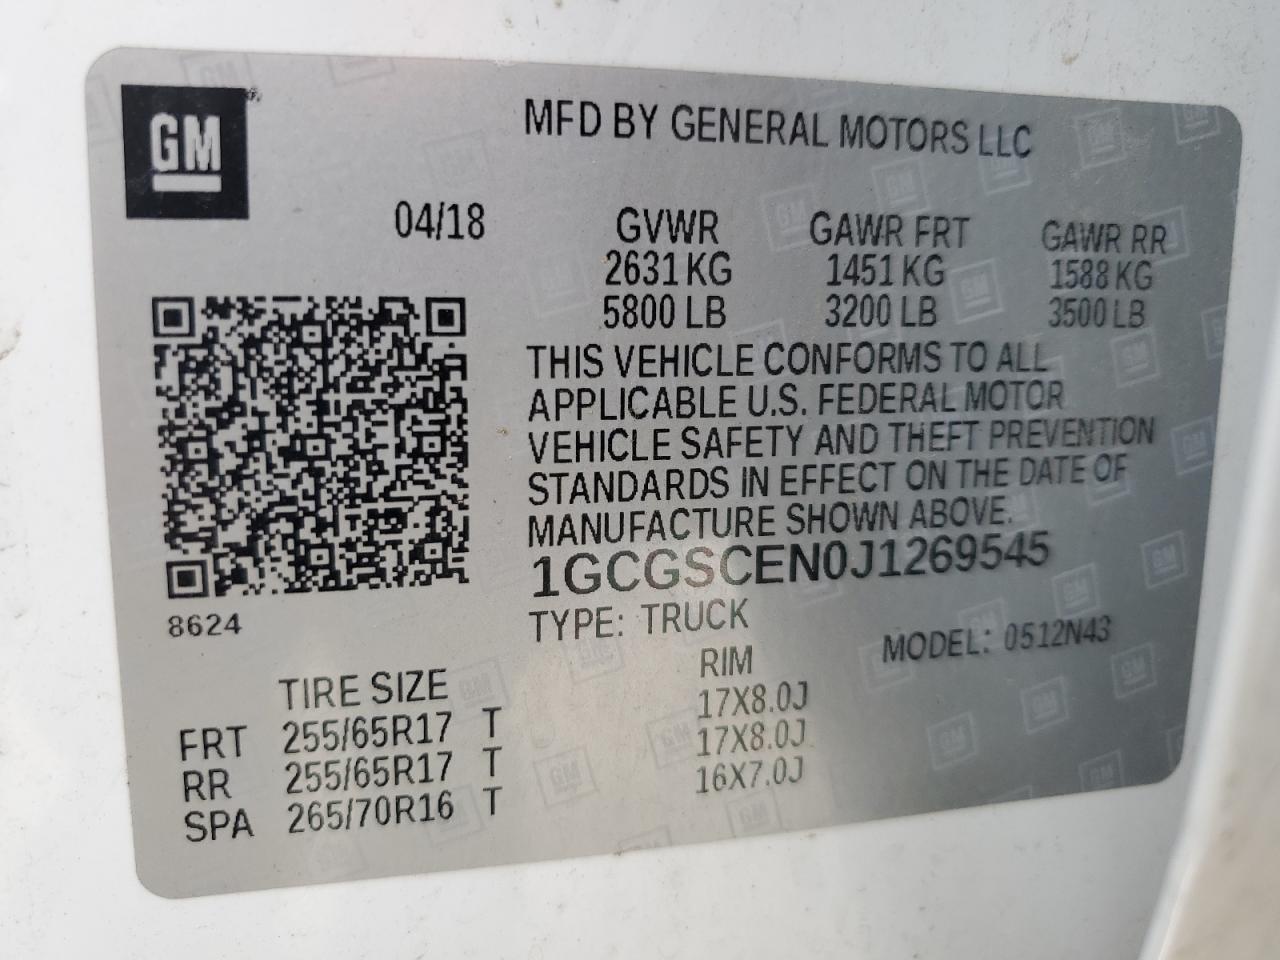 GM
MFD BY GENERAL MOTORS LLC
04/18
GVWR GAWR FRT GAWR RR
2631 KG 1451 KG 1588 KG
5800 LB 3200 LB 3500 LB
THIS VEHICLE CONFORMS TO ALL
APPLICABLE U.S. FEDERAL MOTOR
VEHICLE SAFETY AND THEFT PREVENTION
STANDARDS IN EFFECT ON THE DATE OF
MANUFACTURE SHOWN ABOVE.
1GCGSCEN0J1269545
8624
TYPE: TRUCK MODEL: 0512N43
TIRE SIZE RIM
FRT 255/65R17 T 17X8.0J
RR 255/65R17 T 17X8.0J
SPA 265/70R16 T 16X7.0J